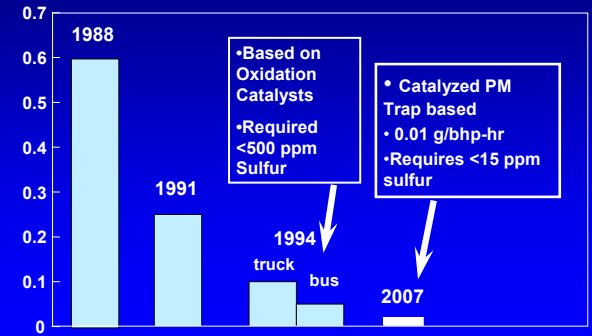 0.7
0.6
0.5
0.4
0.3
0.2
0.1
0
1988
1991
1994
truck
bus
2007
•Based on
Oxidation
Catalysts
•Required
<500 ppm
Sulfur
• Catalyzed PM
Trap based
• 0.01 g/bhp-hr
•Requires <15 ppm
sulfur